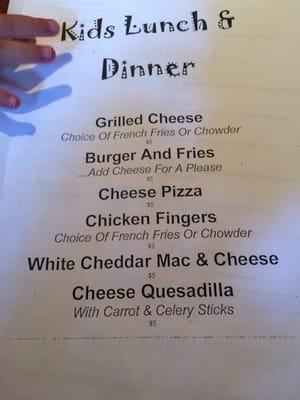 Kids Lunch &
Dinner
Grilled Cheese
Choice Of French Fries Or Chowder
$5
Burger And Fries
...Add Cheese For A Please
$5
Cheese Pizza
$5
Chicken Fingers
Choice Of French Fries Or Chowder
$5
White Cheddar Mac & Cheese
$5
Cheese Quesadilla
With Carrot & Celery Sticks
$5